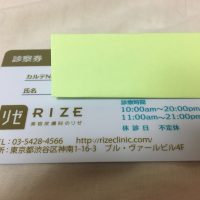 診察券
カルテN
氏名
リゼ RIZE
美容皮膚科のリゼ
診療時間
10:00am~20:00pm
11:00am~21:00pm
休診日 不定休
TEL:03-5428-4566 http://rizeclinic.com/
所:東京都渋谷区神南1-16-3 ブル・ヴァールビル4F